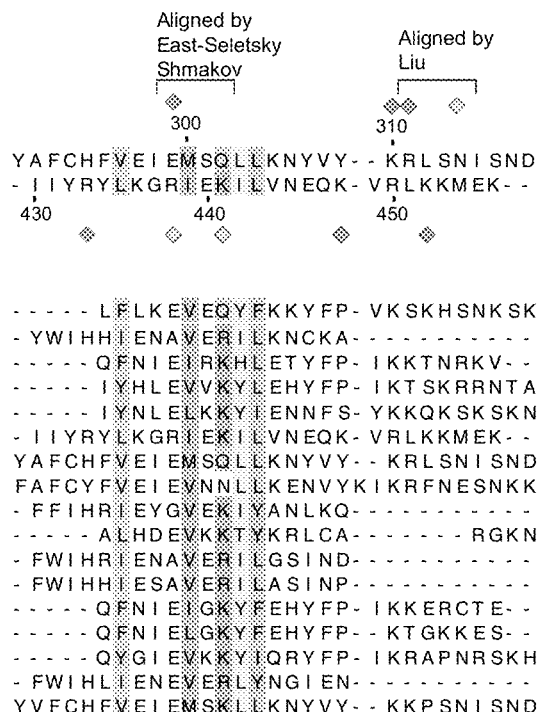 Aligned by
East-Seletsky
Shmakov
Aligned by
Liu
300
310
YAFCHFVEIEMSQLLKNYVY--KRLSNISND
-IIYRYLKGRIEKILVNEQK-VRLKKMEK--
430
440
450
-----LFLKEVEQYFKKYFP-VKSKHSNKSK
-YWIHHIENAVERILKNCKA-----------
-----QFNIEIRKHLETYFP-IKKTNRKV--
-----IYHLEVVKYLEHYFP-IKTSKRRNTA
-----IYNLELKKYIENNFS-YKKQKSKSKN
-IIYRYLKGRIEKILVNEQK-VRLKKMEK--
YAFCHFVEIEMSQLLKNYVY--KRLSNISND
FAFCYFVEIEVNNLLKENVYKIKRFNESNKK
-FFIHRIEYGVEKIYANLKQ-----------
-----ALHDEVKKTYKRLCA-------RGKN
-FWIHRIENAVERILGSIND-----------
-FWIHHIESAVERILASINP-----------
-----QFNIEIGKYFEHYFP-IKKERCTE--
-----QFNIELGKYFEHYFP--KTGKKES--
-----QYGIEVKKYIQRYFP-IKRAPNRSKH
-FWIHLIENEVERLYNGIEN-----------
YVFCHFVEIEMSKLLKNYVY--KKPSNISND